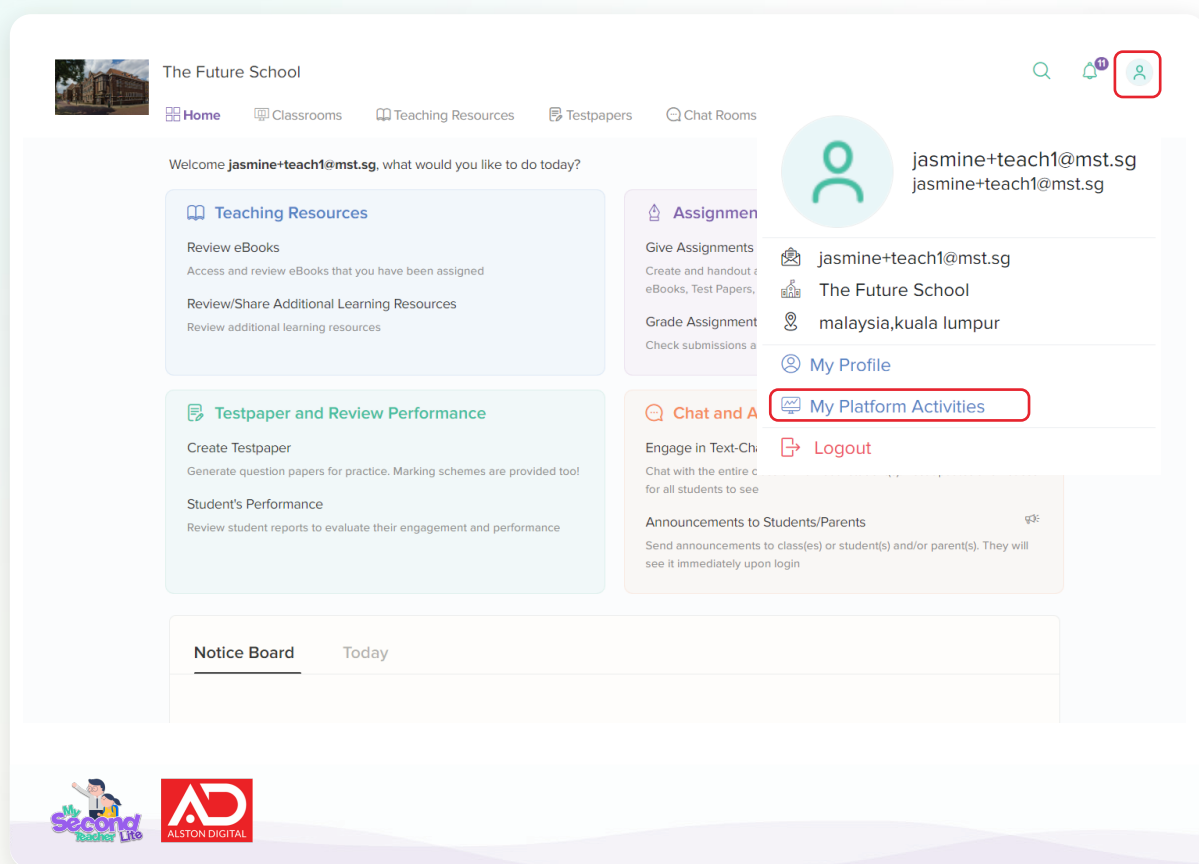 The Future School
11
Home
Classrooms
Teaching Resources
Testpapers
Chat Rooms
Welcome jasmine+teach1@mst.sg, what would you like to do today?
jasmine+teach1@mst.sg
jasmine+teach1@mst.sg
jasmine+teach1@mst.sg
The Future School
malaysia,kuala lumpur
My Profile
My Platform Activities
Logout
Teaching Resources
Review eBooks
Access and review eBooks that you have been assigned
Review/Share Additional Learning Resources
Review additional learning resources
Assignmen
Give Assignments
Create and handout a
eBooks, Test Papers,
Grade Assignment
Check submissions a
Testpaper and Review Performance
Create Testpaper
Generate question papers for practice. Marking schemes are provided too!
Student's Performance
Review student reports to evaluate their engagement and performance
Chat and A
Engage in Text-Cha
Chat with the entire c
for all students to see
Announcements to Students/Parents
Send announcements to class(es) or student(s) and/or parent(s). They will
see it immediately upon login
Notice Board
Today
My
Second
Teacher Lite
AD
ALSTON DIGITAL